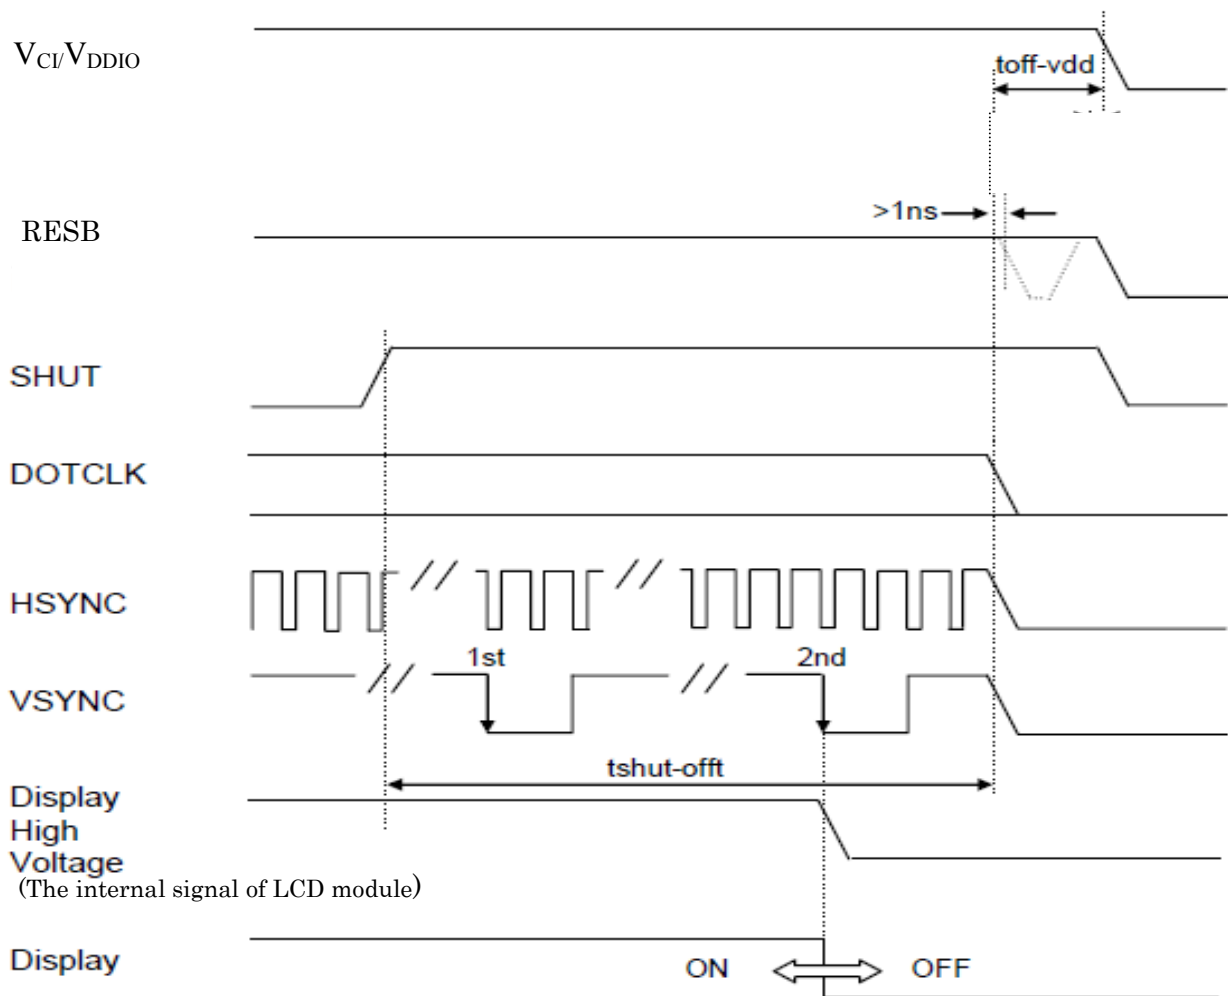 VCI/VDDIO
toff-vdd
>1ns
RESB
SHUT
DOTCLK
HSYNC
1st
2nd
VSYNC
tshut-offt
Display
High
Voltage
(The internal signal of LCD module)
Display
ON
OFF